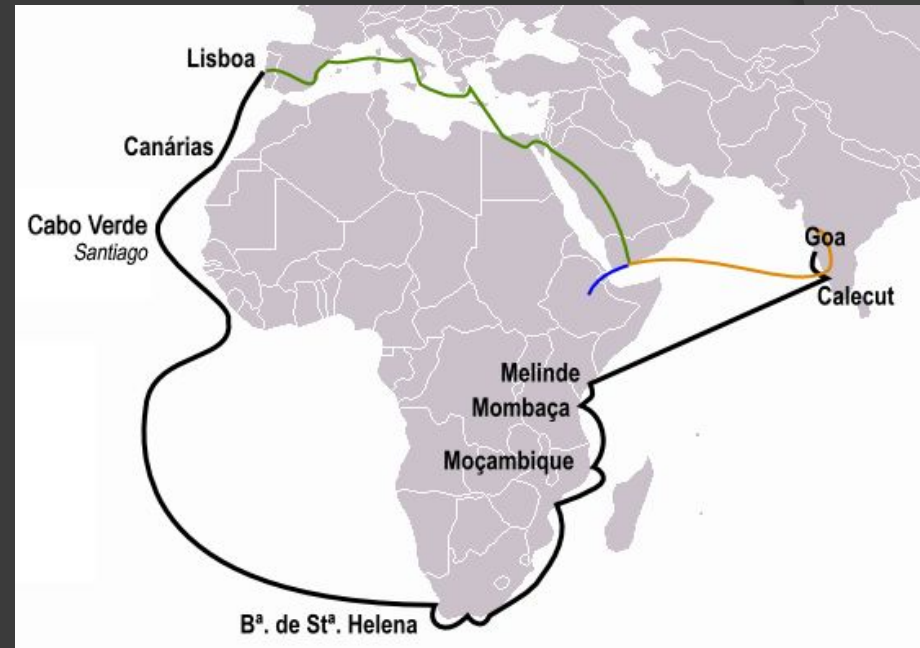 Lisboa
Canárias
Cabo Verde
Santiago
Goa
Calecut
Melinde
Mombaça
Moçambique
Bª. de Stª. Helena